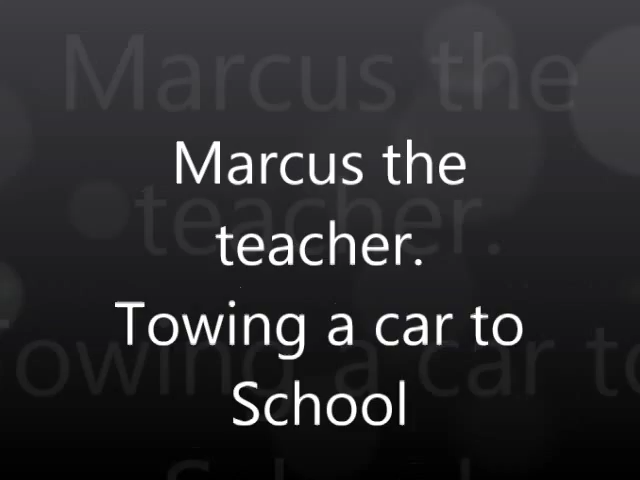 Marcus the
teacher.
Towing a car to
School